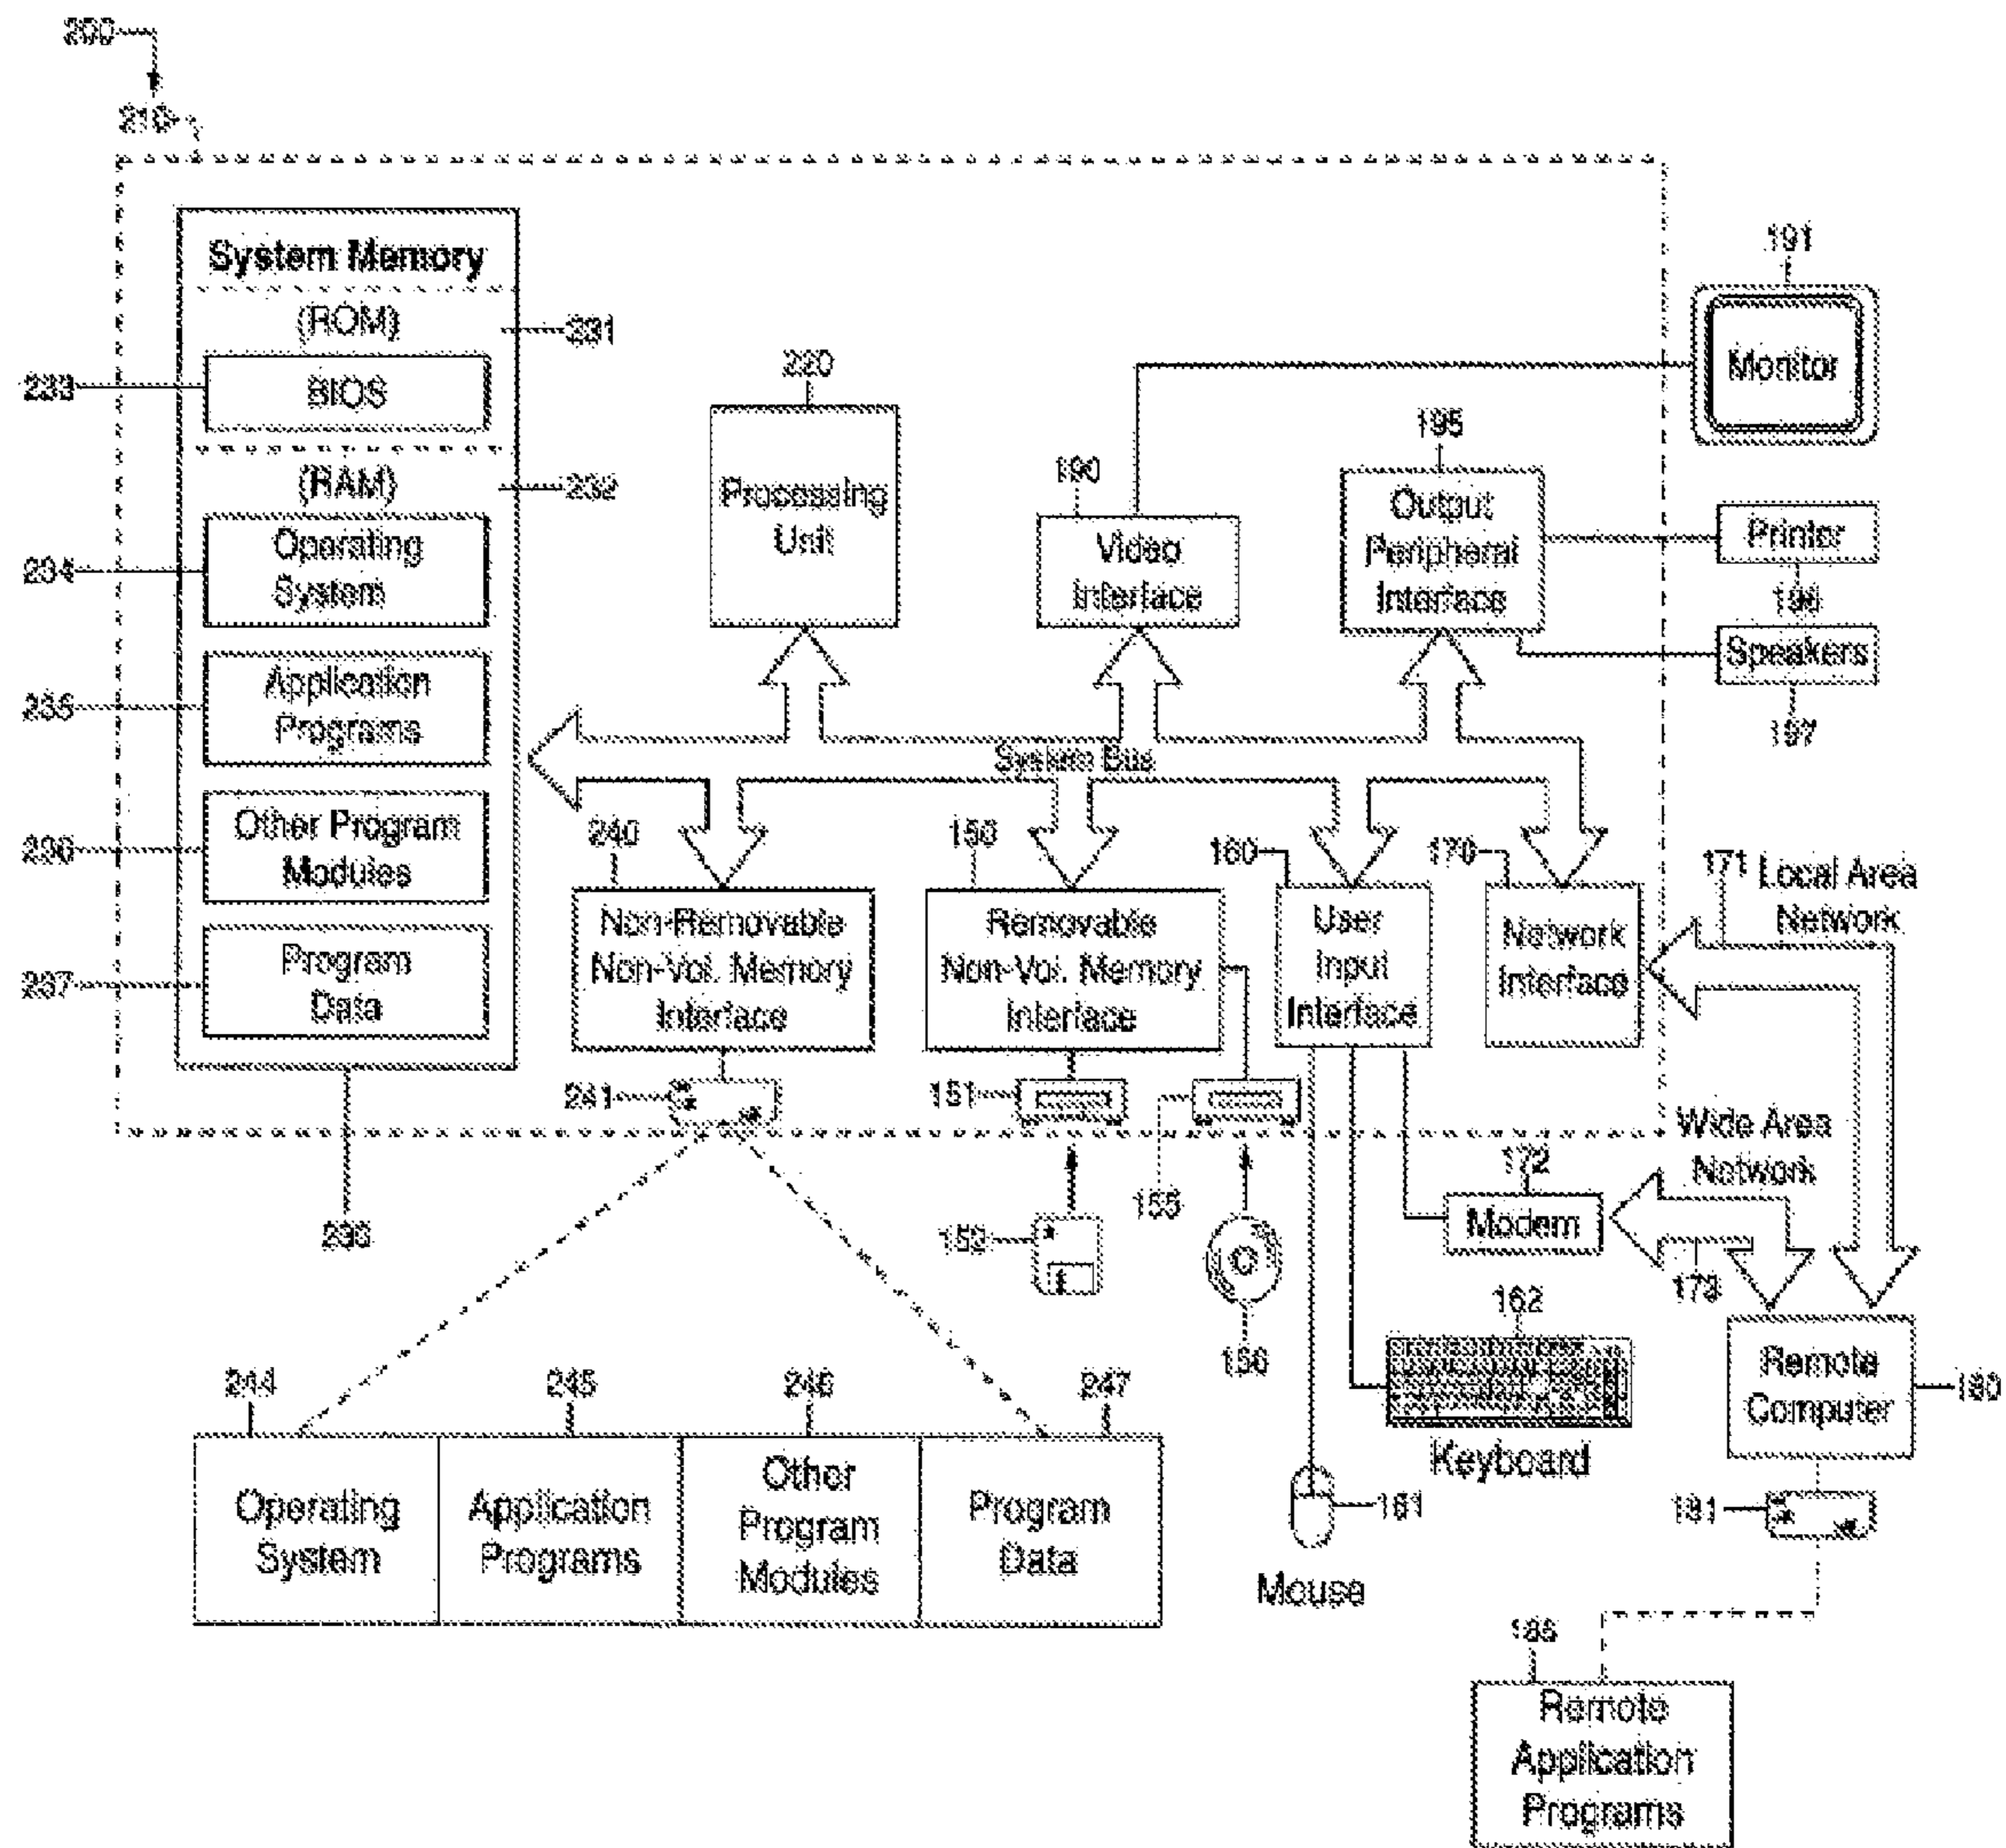 200
210
System Memory
(ROM)
231
BIOS
233
(RAM)
232
Operating
System
234
Application
Programs
235
Other Program
Modules
236
Program
Data
237
230
220
Processing
Unit
190
Video
Interface
195
Output
Peripheral
Interface
191
Monitor
Printer
196
Speakers
197
System Bus
240
Non-Removable
Non-Vol. Memory
Interface
150
Removable
Non-Vol. Memory
Interface
160
User
Input
Interface
170
Network
Interface
171
Local Area
Network
241
151
155
152
156
Wide Area
Network
172
Modem
173
162
Keyboard
161
Mouse
Remote
Computer
180
181
185
Remote
Application
Programs
244
245
246
247
Operating
System
Application
Programs
Other
Program
Modules
Program
Data